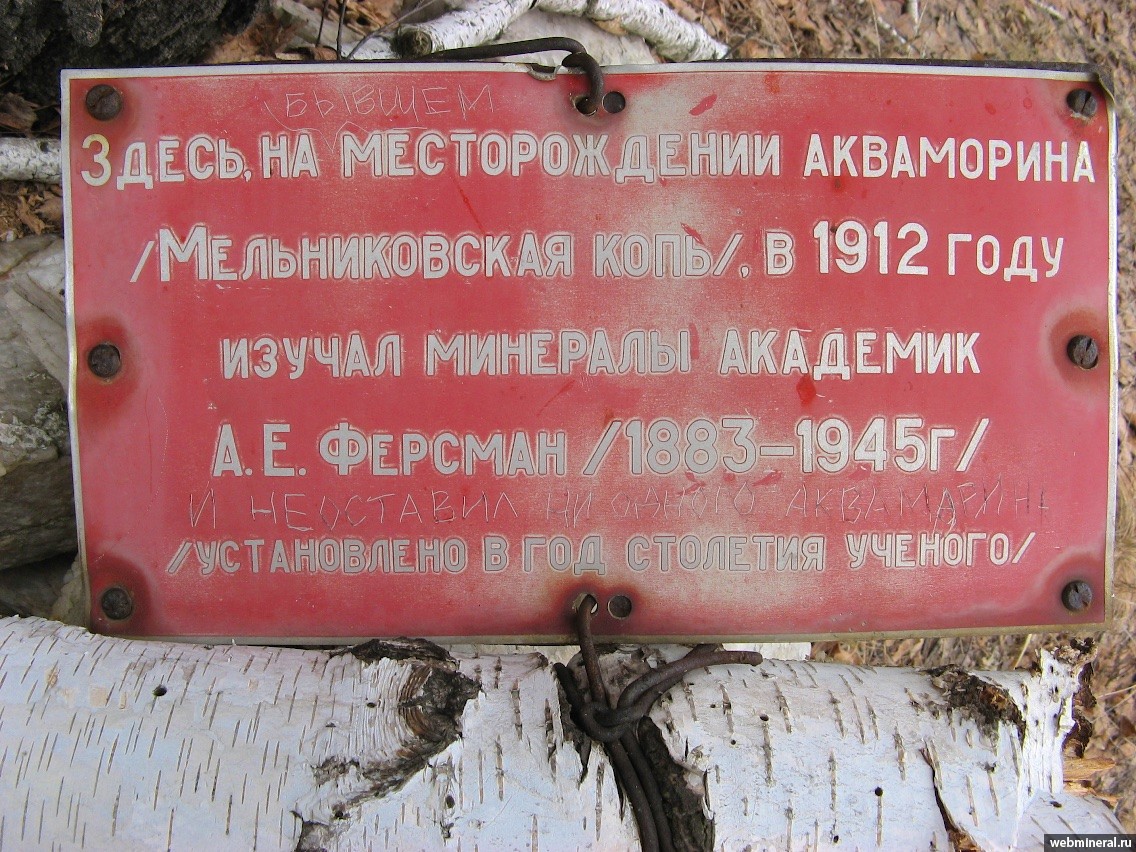 БЫВШЕМ
ЗДЕСЬ, НА МЕСТОРОЖДЕНИИ АКВАМОРИНА
/МЕЛЬНИКОВСКАЯ КОПЬ/, В 1912 ГОДУ
ИЗУЧАЛ МИНЕРАЛЫ АКАДЕМИК
А. Е. ФЕРСМАН /1883–1945г/
И НЕОСТАВИЛ НИ ОДНОГО АКВАМАРИНА
/УСТАНОВЛЕНО В ГОД СТОЛЕТИЯ УЧЕНОГО/
webmineral.ru